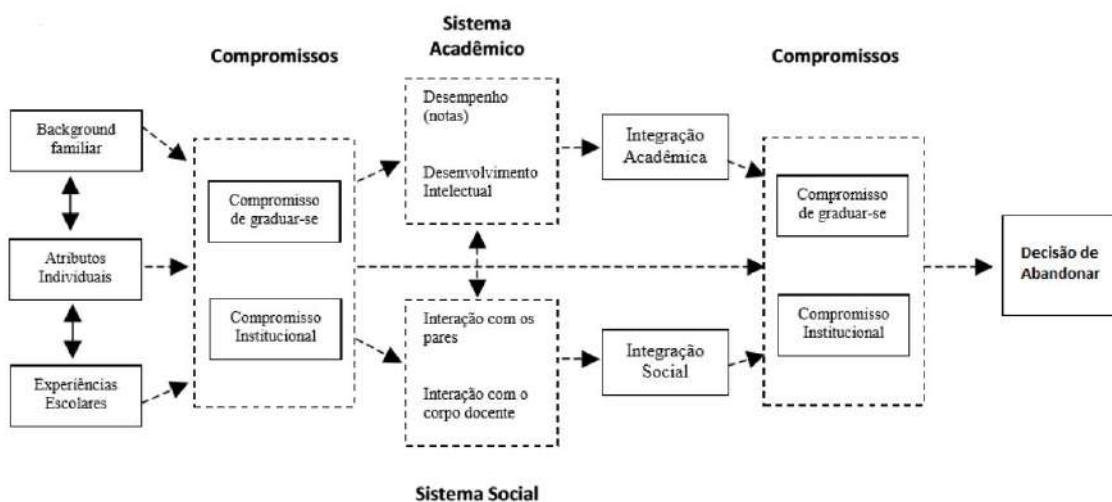 Sistema
Acadêmico
Compromissos
Compromissos
Background
familiar
Atributos
Individuais
Experiências
Escolares
Compromisso
de graduar-se
Compromisso
Institucional
Desempenho
(notas)
Desenvolvimento
Intelectual
Interação com os
pares
Interação com o
corpo docente
Sistema Social
Integração
Acadêmica
Integração
Social
Compromisso
de graduar-se
Compromisso
Institucional
Decisão de
Abandonar